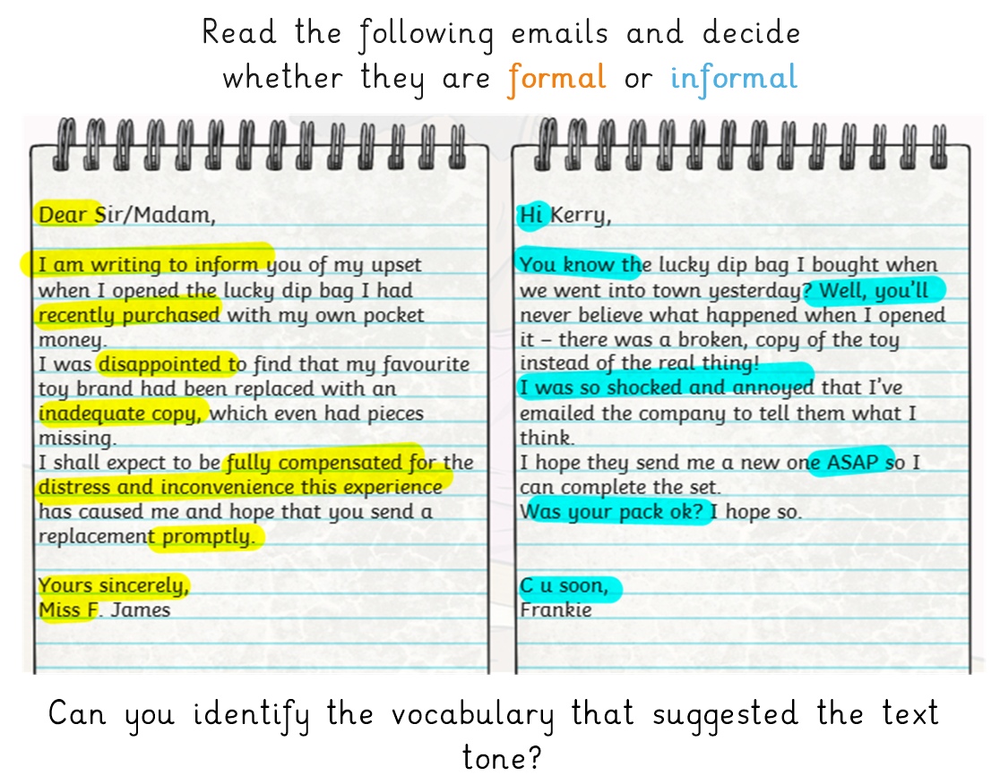 Read the following emails and decide
whether they are formal or informal
Dear Sir/Madam,
I am writing to inform you of my upset
when I opened the lucky dip bag I had
recently purchased with my own pocket
money.
I was disappointed to find that my favourite
toy brand had been replaced with an
inadequate copy, which even had pieces
missing.
I shall expect to be fully compensated for the
distress and inconvenience this experience
has caused me and hope that you send a
replacement promptly.
Yours sincerely,
Miss F. James
Hi Kerry,
You know the lucky dip bag I bought when
we went into town yesterday? Well, you'll
never believe what happened when I opened
it – there was a broken, copy of the toy
instead of the real thing!
I was so shocked and annoyed that I've
emailed the company to tell them what I
think.
I hope they send me a new one ASAP so I
can complete the set.
Was your pack ok? I hope so.
C u soon,
Frankie
Can you identify the vocabulary that suggested the text
tone?